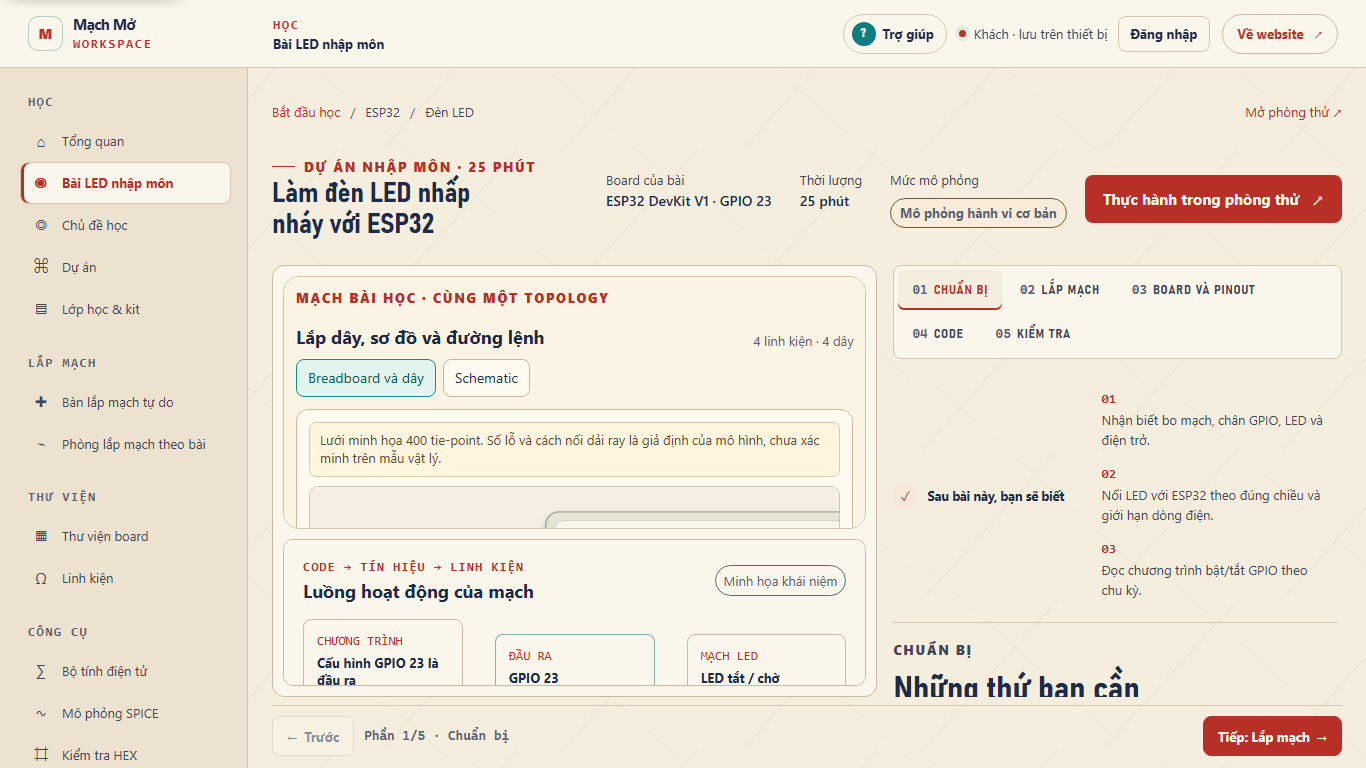 M
Mạch Mở
WORKSPACE
HỌC
Bài LED nhập môn
? Trợ giúp
Khách · lưu trên thiết bị
Đăng nhập
Về website ↗
HỌC
⌂ Tổng quan
◉ Bài LED nhập môn
◎ Chủ đề học
⌘ Dự án
▤ Lớp học & kit
LẮP MẠCH
✚ Bàn lắp mạch tự do
⌁ Phòng lắp mạch theo bài
THƯ VIỆN
▦ Thư viện board
Ω Linh kiện
CÔNG CỤ
∑ Bộ tính điện tử
∿ Mô phỏng SPICE
Kiểm tra HEX
Bắt đầu học / ESP32 / Đèn LED
Mở phòng thử ↗
DỰ ÁN NHẬP MÔN · 25 PHÚT
Làm đèn LED nhấp
nháy với ESP32
Board của bài
ESP32 DevKit V1 · GPIO 23
Thời lượng
25 phút
Mức mô phỏng
Mô phỏng hành vi cơ bản
Thực hành trong phòng thử ↗
MẠCH BÀI HỌC · CÙNG MỘT TOPOLOGY
Lắp dây, sơ đồ và đường lệnh
4 linh kiện · 4 dây
Breadboard và dây
Schematic
Lưới minh họa 400 tie-point. Số lỗ và cách nối dải ray là giả định của mô hình, chưa xác
minh trên mẫu vật lý.
CODE → TÍN HIỆU → LINH KIỆN
Luồng hoạt động của mạch
Minh họa khái niệm
CHƯƠNG TRÌNH
Cấu hình GPIO 23 là
đầu ra
ĐẦU RA
GPIO 23
MẠCH LED
LED tắt / chờ
01 CHUẨN BỊ
02 LẮP MẠCH
03 BOARD VÀ PINOUT
04 CODE
05 KIỂM TRA
✓ Sau bài này, bạn sẽ biết
01
Nhận biết bo mạch, chân GPIO, LED và
điện trở.
02
Nối LED với ESP32 theo đúng chiều và
giới hạn dòng điện.
03
Đọc chương trình bật/tắt GPIO theo
chu kỳ.
CHUẨN BỊ
Những thứ bạn cần
← Trước
Phần 1/5 · Chuẩn bị
Tiếp: Lắp mạch →